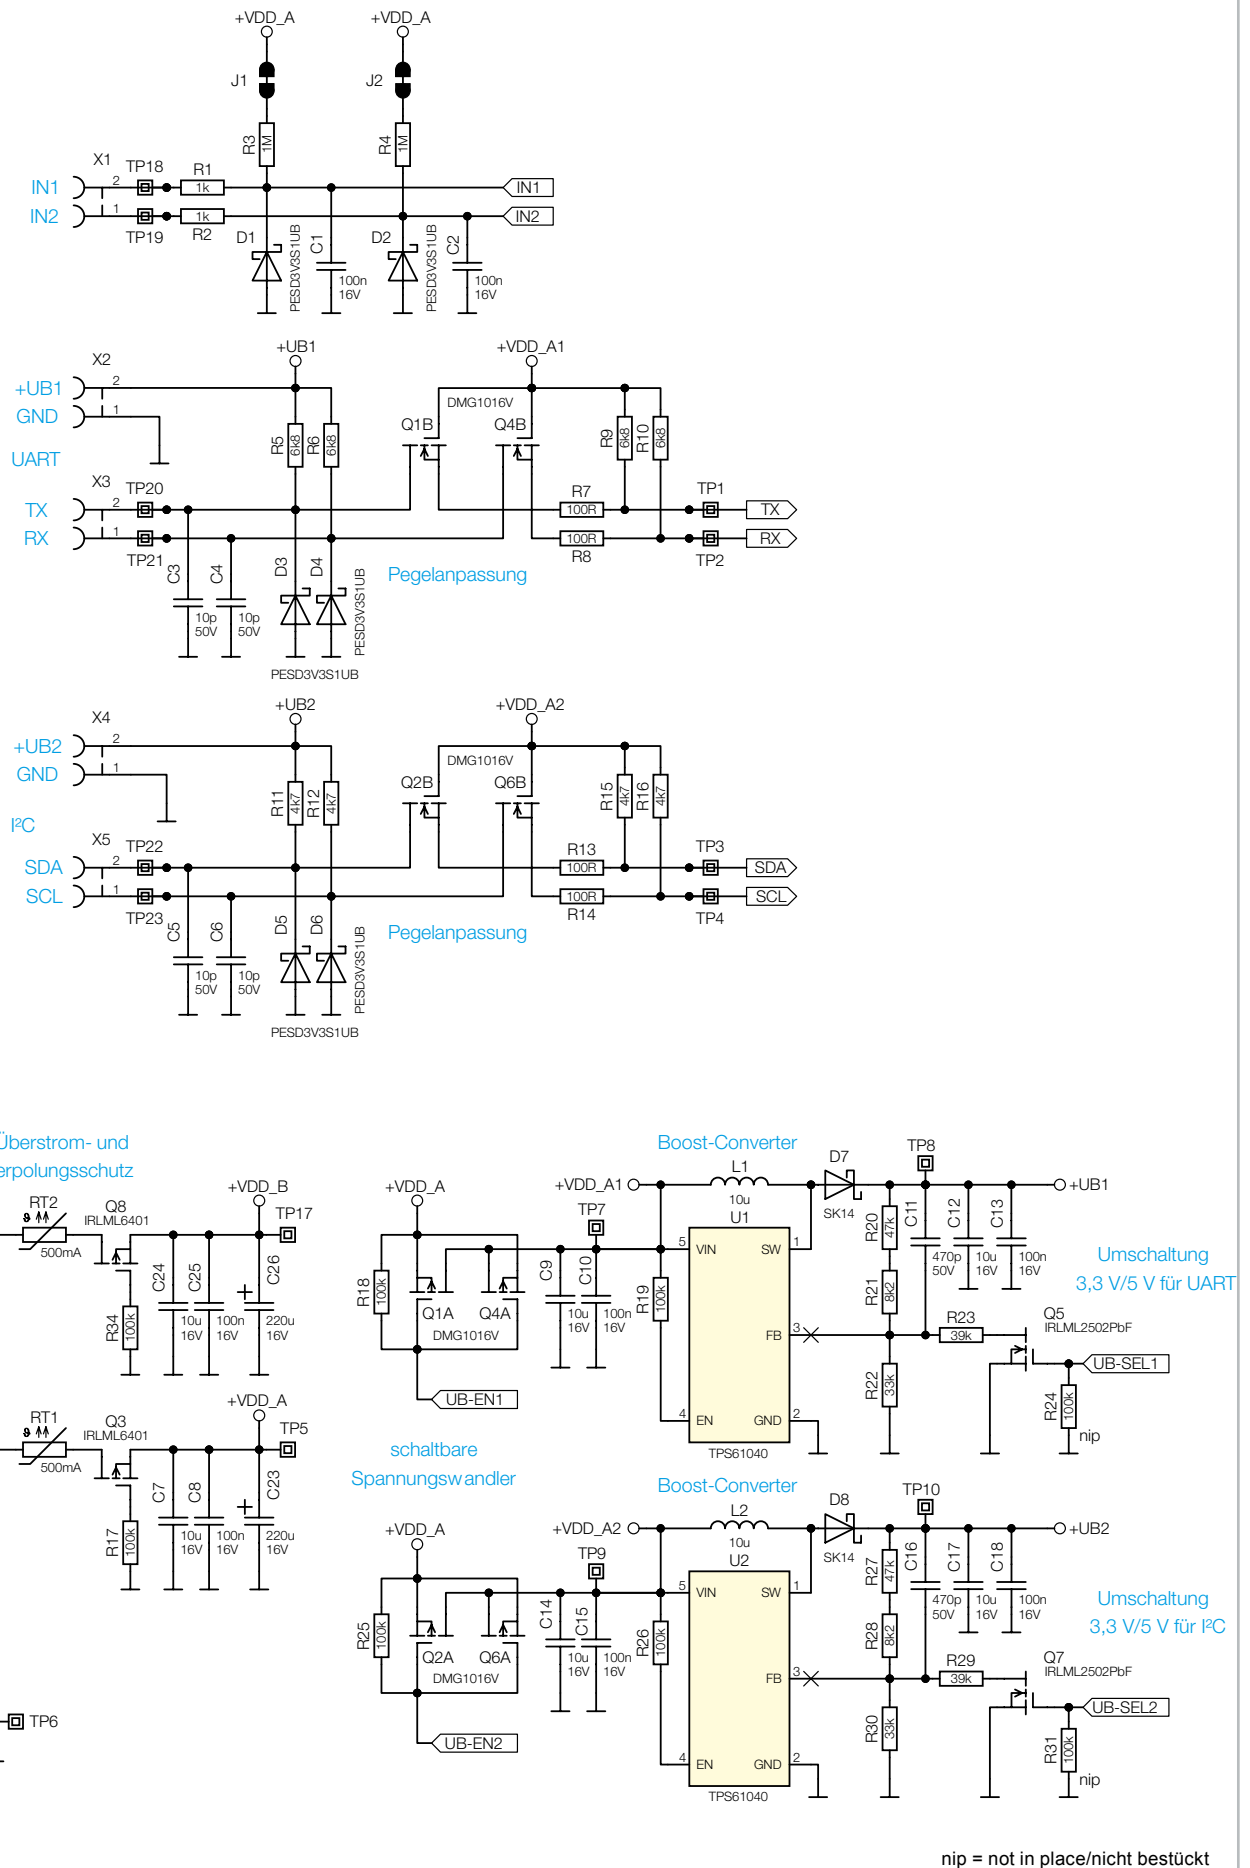 +VDD_A
+VDD_A
J1
J2
R3
1M
R4
1M
X1
TP18
R1
IN1
2
1k
IN1
IN2
1
1k
IN2
TP19
R2
D1
PESD3V3S1UB
C1
100n
16V
D2
PESD3V3S1UB
C2
100n
16V
+UB1
+VDD_A1
X2
+UB1
2
GND
1
DMG1016V
Q1B
Q4B
R5
6k8
R6
6k8
R9
6k8
R10
6k8
UART
X3
TP20
R7
TP1
TX
2
100R
TX
RX
1
100R
RX
TP21
R8
TP2
C3
10p
50V
C4
10p
50V
D3
D4
PESD3V3S1UB
PESD3V3S1UB
Pegelanpassung
+UB2
+VDD_A2
X4
+UB2
2
GND
1
DMG1016V
Q2B
Q6B
R11
4k7
R12
4k7
R15
4k7
R16
4k7
I²C
X5
TP22
R13
TP3
SDA
2
100R
SDA
SCL
1
100R
SCL
TP23
R14
TP4
C5
10p
50V
C6
10p
50V
D5
D6
PESD3V3S1UB
PESD3V3S1UB
Pegelanpassung
Überstrom- und
erpolungsschutz
RT2
ϑ
500mA
Q8
IRLML6401
+VDD_B
TP17
R34
100k
C24
10u
16V
C25
100n
16V
C26
+
220u
16V
RT1
ϑ
500mA
Q3
IRLML6401
+VDD_A
TP5
R17
100k
C7
10u
16V
C8
100n
16V
C23
+
220u
16V
TP6
Boost-Converter
+VDD_A
+VDD_A1
L1
10u
D7
SK14
TP8
+UB1
TP7
U1
R18
100k
Q1A
Q4A
DMG1016V
UB-EN1
C9
10u
16V
C10
100n
16V
R19
100k
5
VIN
SW
1
FB
3
4
EN
GND
2
TPS61040
R20
47k
R21
8k2
R22
33k
C11
470p
50V
C12
10u
16V
C13
100n
16V
Umschaltung
3,3 V/5 V für UART
R23
39k
Q5
IRLML2502PbF
UB-SEL1
R24
100k
nip
schaltbare
Spannungswandler
Boost-Converter
+VDD_A
+VDD_A2
L2
10u
D8
SK14
TP10
+UB2
TP9
U2
R25
100k
Q2A
Q6A
DMG1016V
UB-EN2
C14
10u
16V
C15
100n
16V
R26
100k
5
VIN
SW
1
FB
3
4
EN
GND
2
TPS61040
R27
47k
R28
8k2
R30
33k
C16
470p
50V
C17
10u
16V
C18
100n
16V
Umschaltung
3,3 V/5 V für I²C
R29
39k
Q7
IRLML2502PbF
UB-SEL2
R31
100k
nip
nip = not in place/nicht bestückt